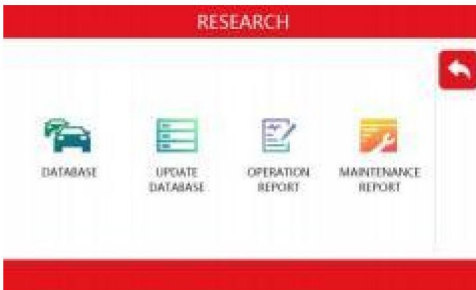 RESEARCH
DATABASE
UPDATE
DATABASE
OPERATION
REPORT
MAINTENANCE
REPORT